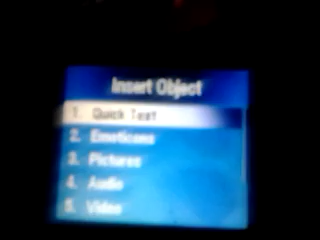 Insert Object
1. Quick Text
2. Emoticons
3. Pictures
4. Audio
5. Video